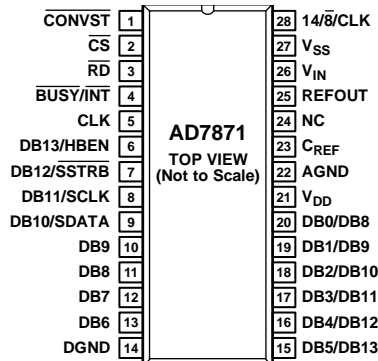 CONVST 1
CS 2
RD 3
BUSY/INT 4
CLK 5
DB13/HBEN 6
DB12/SSTRB 7
DB11/SCLK 8
DB10/SDATA 9
DB9 10
DB8 11
DB7 12
DB6 13
DGND 14
AD7871
TOP VIEW
(Not to Scale)
28 14/8/CLK
27 VSS
26 VIN
25 REFOUT
24 NC
23 CREF
22 AGND
21 VDD
20 DB0/DB8
19 DB1/DB9
18 DB2/DB10
17 DB3/DB11
16 DB4/DB12
15 DB5/DB13